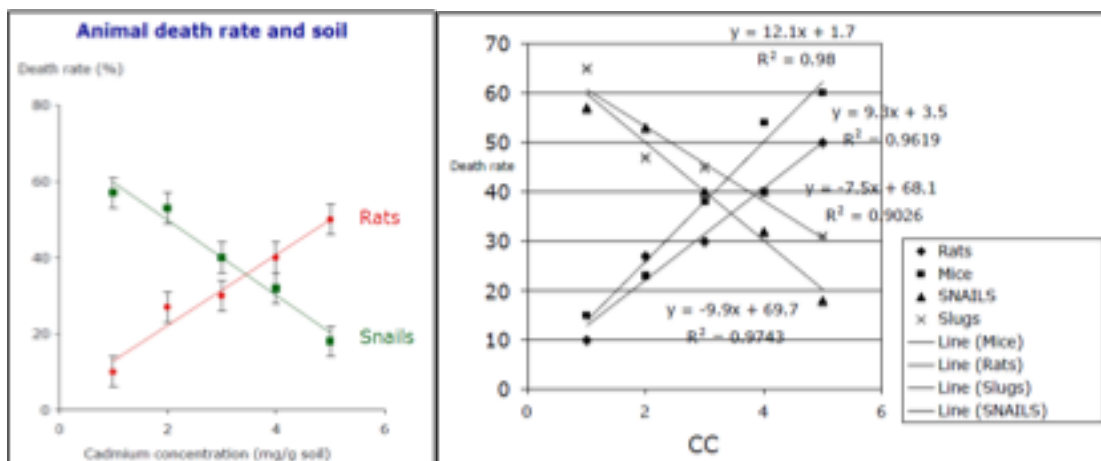 Animal death rate and soil
Death rate (%)
80
60
40
20
0
Rats
Snails
0
2
4
6
Cadmium concentration (mg/g soil)
y = 12.1x + 1.7
R² = 0.98
70
60
50
Death rate
40
30
20
10
0
y = 9.3x + 3.5
R² = 0.9619
y = -7.5x + 68.1
R² = 0.9026
y = -9.9x + 69.7
R² = 0.9743
0
2
4
6
CC
Rats
Mice
SNAILS
Slugs
Line (Mice)
Line (Rats)
Line (Slugs)
Line (SNAILS)